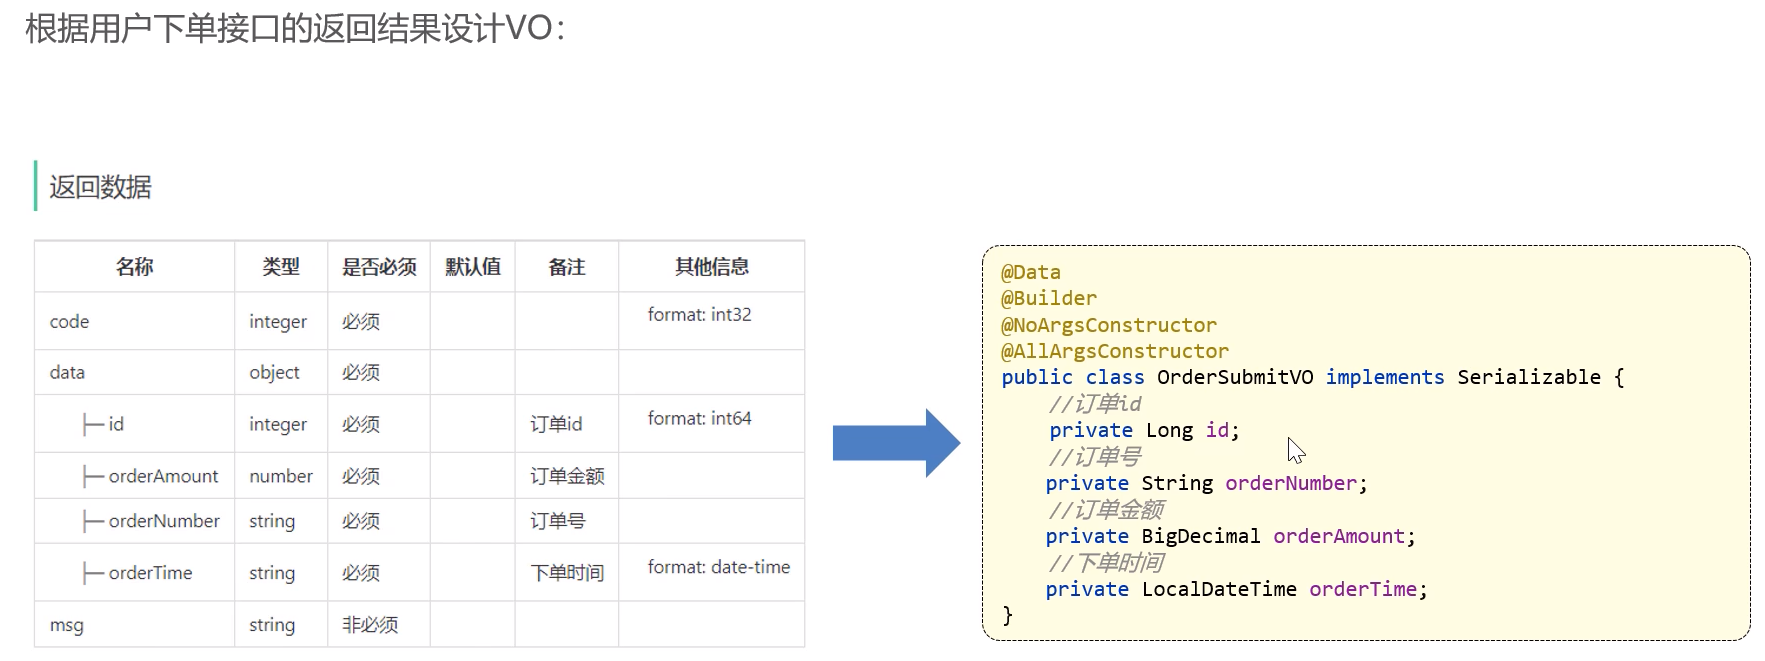 根据用户下单接口的返回结果设计VO：
返回数据
名称 类型 是否必须 默认值 备注 其他信息
code integer 必须 format: int32
data object 必须
├─ id integer 必须 订单id format: int64
├─ orderAmount number 必须 订单金额
├─ orderNumber string 必须 订单号
├─ orderTime string 必须 下单时间 format: date-time
msg string 非必须
@Data
@Builder
@NoArgsConstructor
@AllArgsConstructor
public class OrderSubmitVO implements Serializable {
//订单id
private Long id;
//订单号
private String orderNumber;
//订单金额
private BigDecimal orderAmount;
//下单时间
private LocalDateTime orderTime;
}